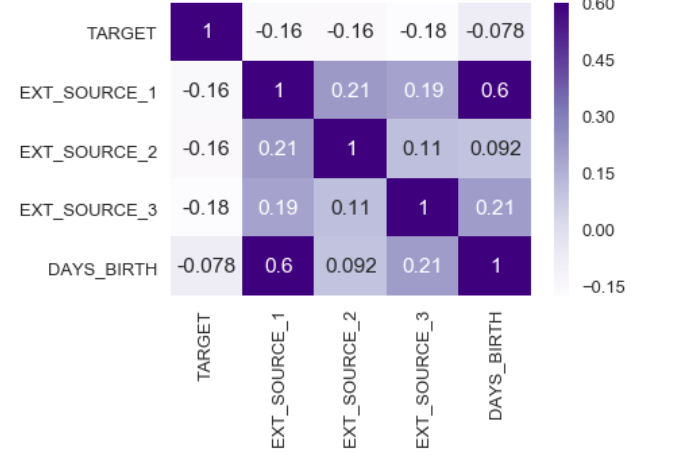 0.60
TARGET 1 -0.16 -0.16 -0.18 -0.078
0.45
EXT_SOURCE_1 -0.16 1 0.21 0.19 0.6
0.30
EXT_SOURCE_2 -0.16 0.21 1 0.11 0.092
0.15
EXT_SOURCE_3 -0.18 0.19 0.11 1 0.21
0.00
DAYS_BIRTH -0.078 0.6 0.092 0.21 1
−0.15
TARGET
EXT_SOURCE_1
EXT_SOURCE_2
EXT_SOURCE_3
DAYS_BIRTH